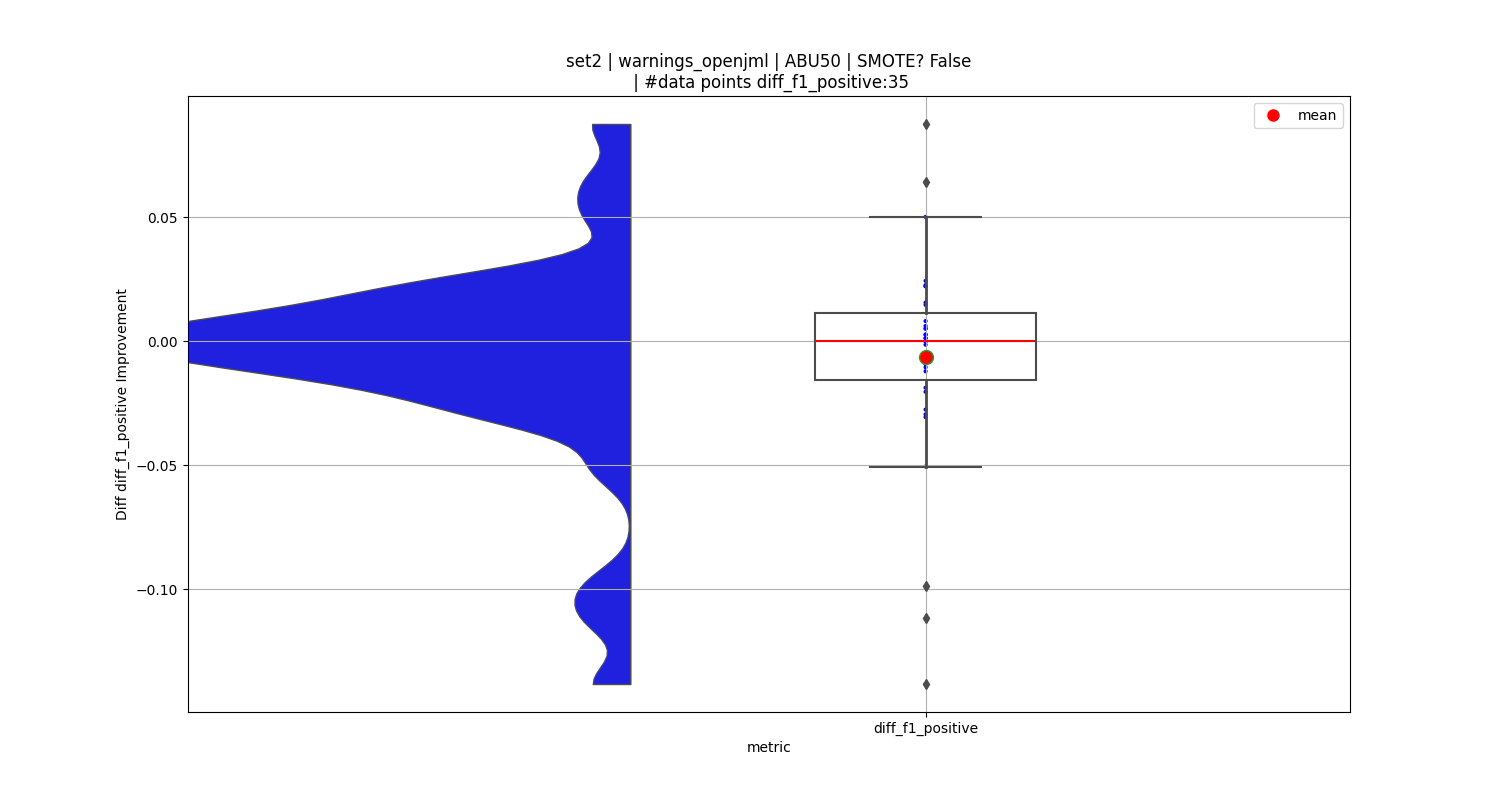 set2 | warnings_openjml | ABU50 | SMOTE? False
| #data points diff_f1_positive:35
mean
0.05
0.00
−0.05
−0.10
Diff diff_f1_positive Improvement
diff_f1_positive
metric